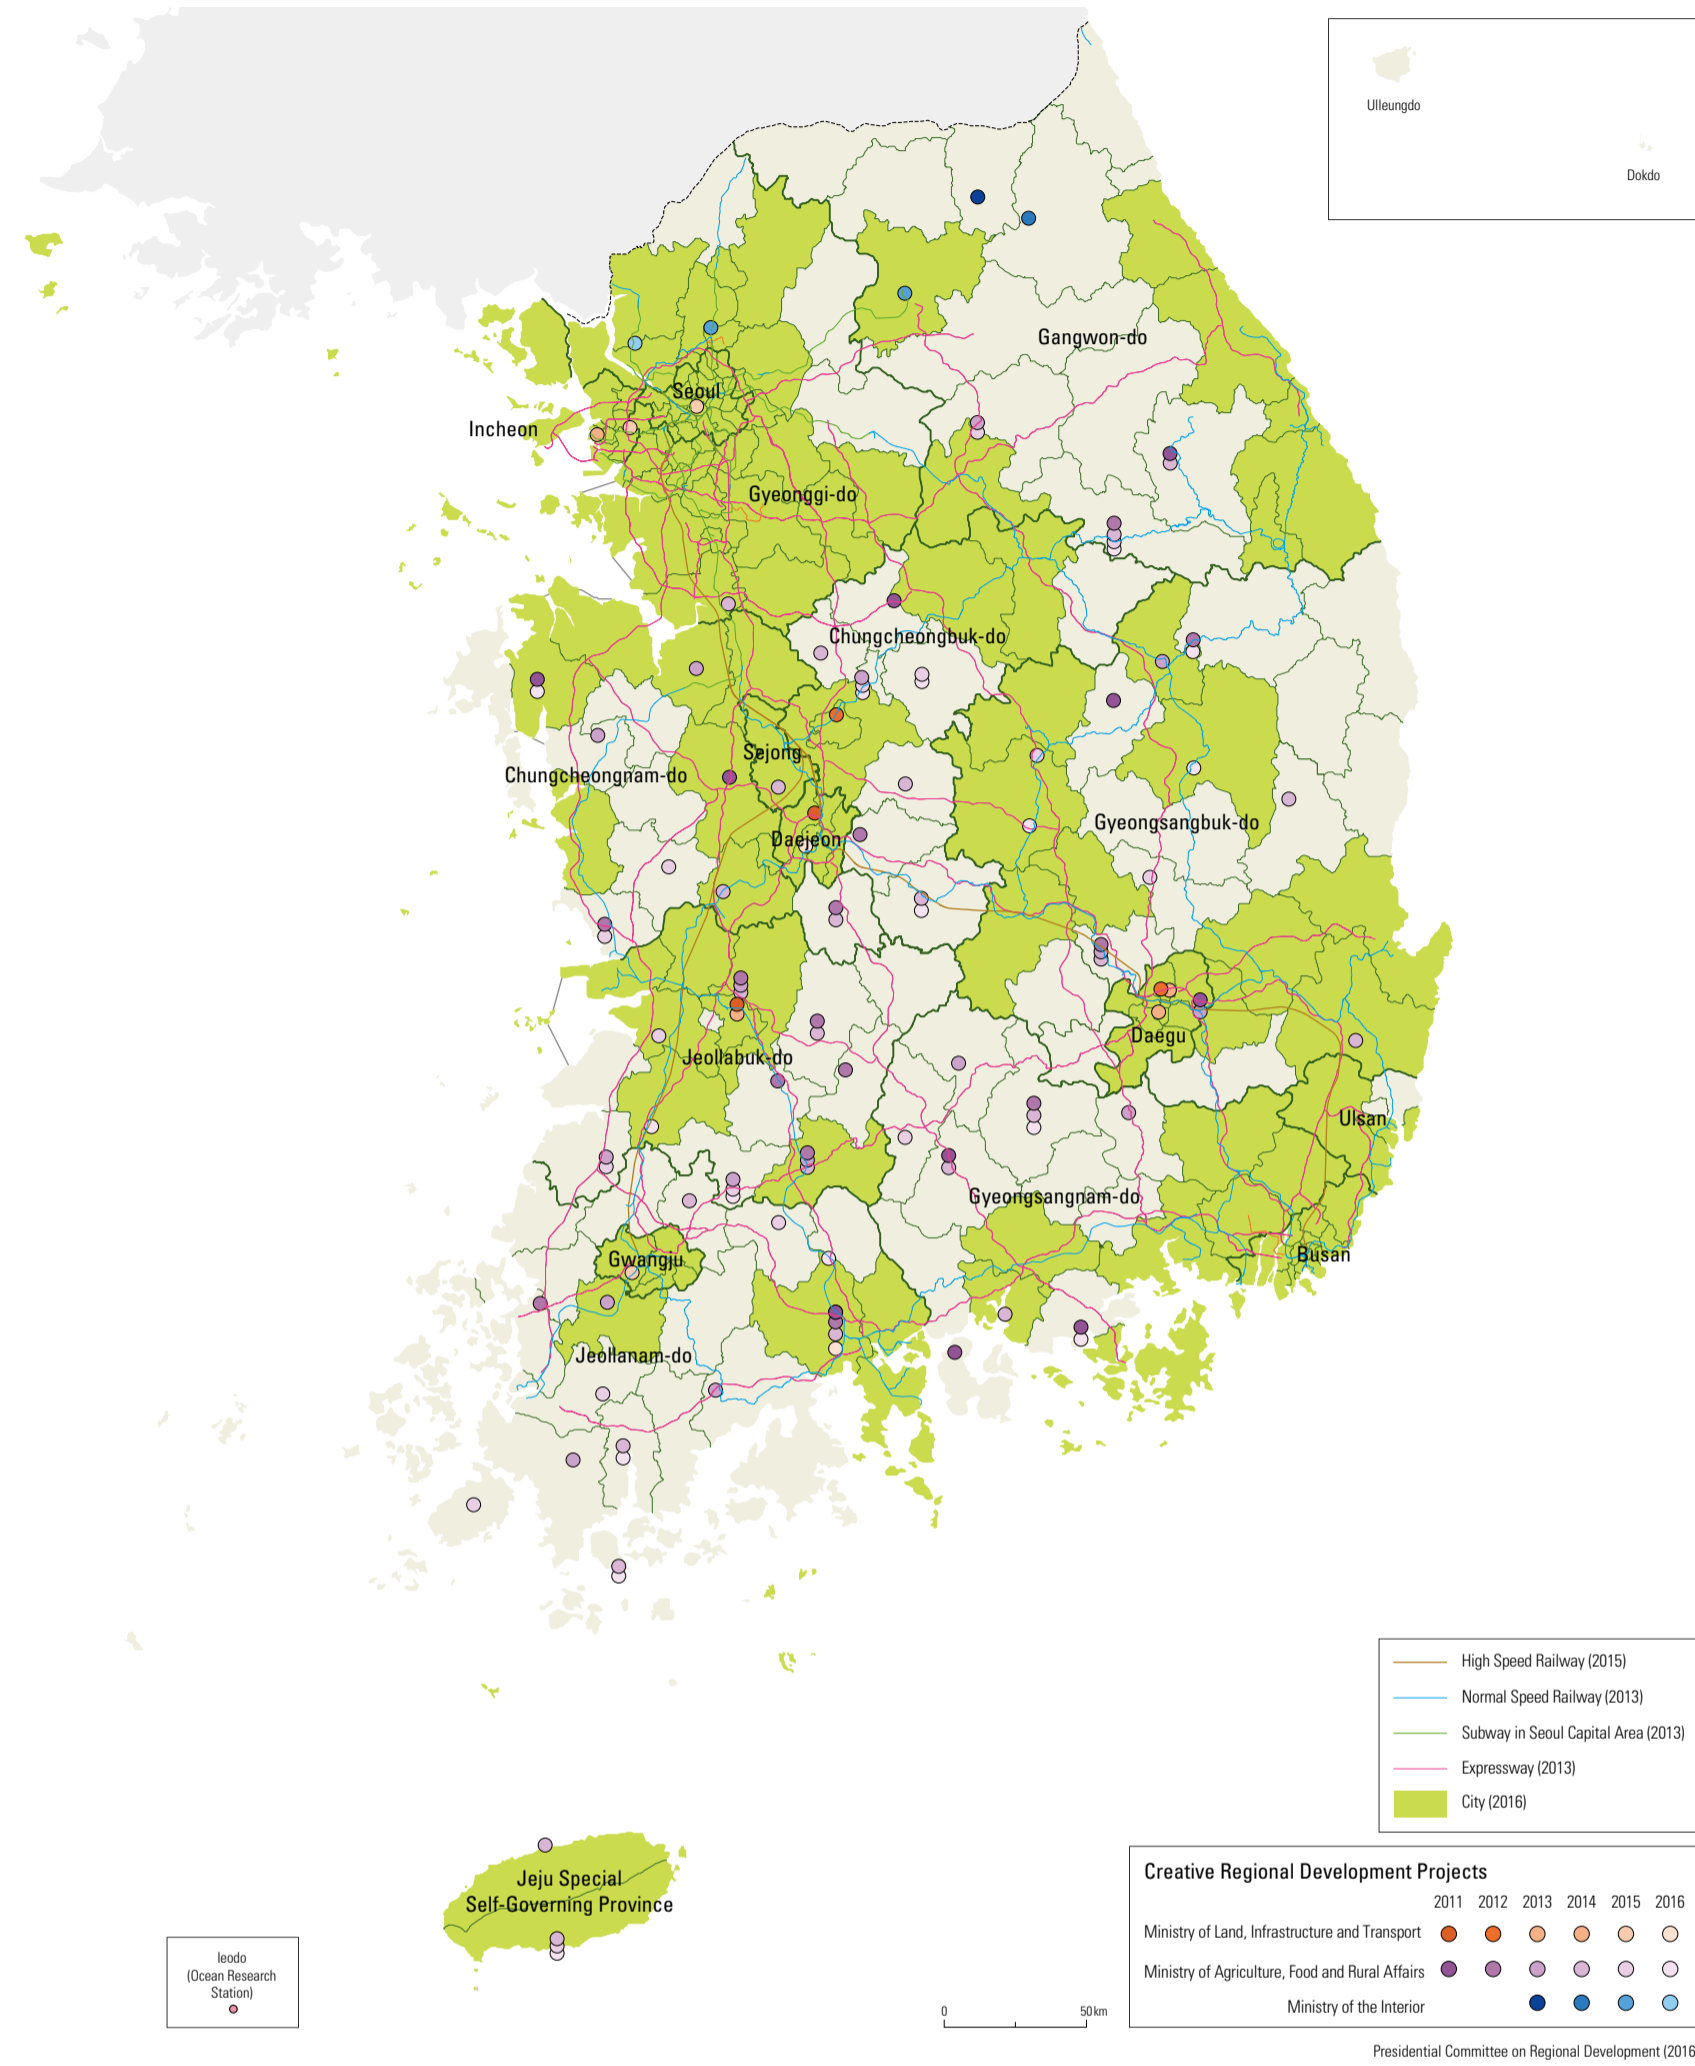 Ulleungdo
Dokdo
Gangwon-do
Seoul
Incheon
Gyeonggi-do
Chungcheongbuk-do
Sejong
Chungcheongnam-do
Gyeongsangbuk-do
Daejeon
Daegu
Jeollabuk-do
Ulsan
Gyeongsangnam-do
Busan
Gwangju
Jeollanam-do
High Speed Railway (2015)
Normal Speed Railway (2013)
Subway in Seoul Capital Area (2013)
Expressway (2013)
City (2016)
Jeju Special
Self-Governing Province
Ieodo
(Ocean Research
Station)
0 50 km
Creative Regional Development Projects
2011 2012 2013 2014 2015 2016
Ministry of Land, Infrastructure and Transport
Ministry of Agriculture, Food and Rural Affairs
Ministry of the Interior
Presidential Committee on Regional Development (2016